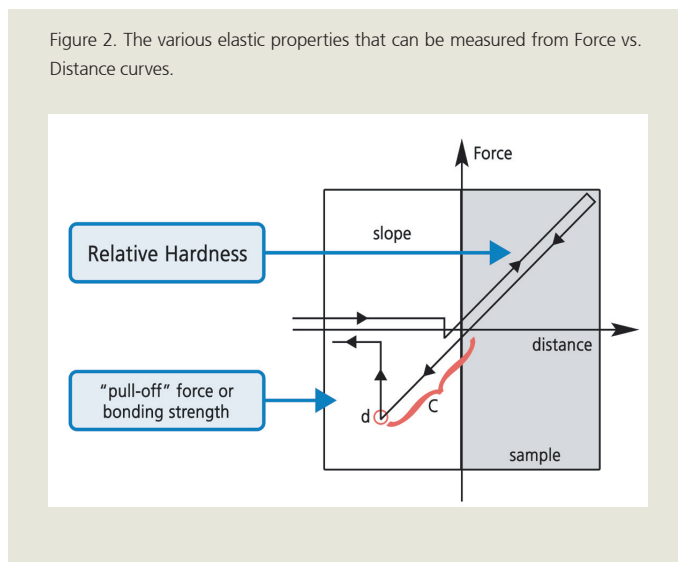 Figure 2. The various elastic properties that can be measured from Force vs.
Distance curves.
Force
slope
Relative Hardness
distance
"pull-off" force or
bonding strength
d
C
sample